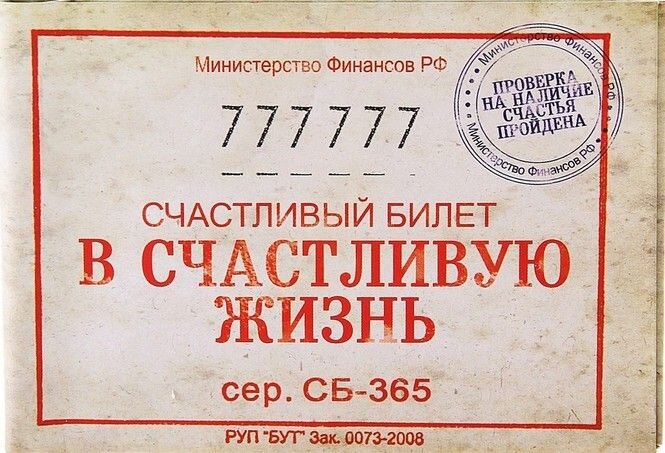 Министерство Финансов РФ
777777
СЧАСТЛИВЫЙ БИЛЕТ
В СЧАСТЛИВУЮ
ЖИЗНЬ
сер. СБ-365
РУП "БУТ" Зак. 0073-2008
Министерство Финансов РФ
ПРОВЕРКА
НА НАЛИЧИЕ
СЧАСТЬЯ
ПРОЙДЕНА
Министерство Финансов РФ